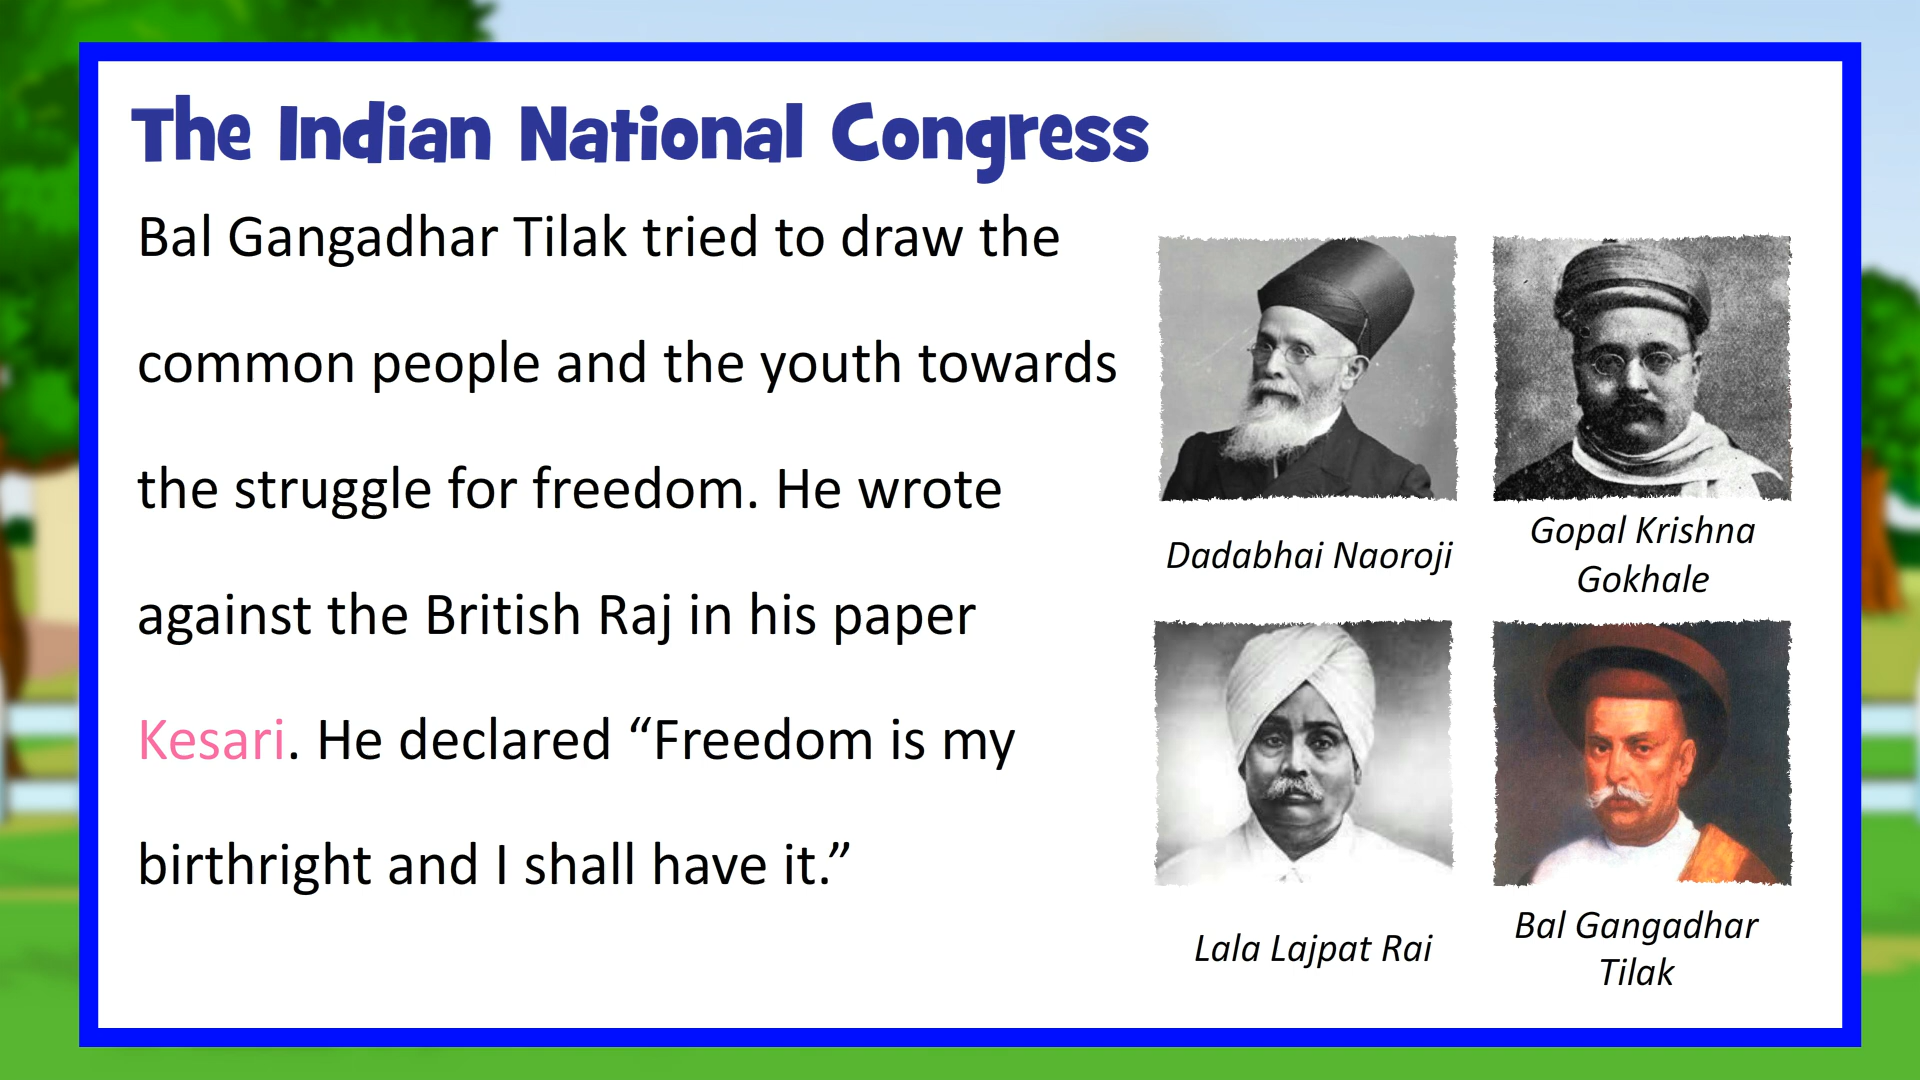 The Indian National Congress
Bal Gangadhar Tilak tried to draw the
common people and the youth towards
the struggle for freedom. He wrote
against the British Raj in his paper
Kesari. He declared “Freedom is my
birthright and I shall have it.”
Dadabhai Naoroji
Gopal Krishna
Gokhale
Lala Lajpat Rai
Bal Gangadhar
Tilak